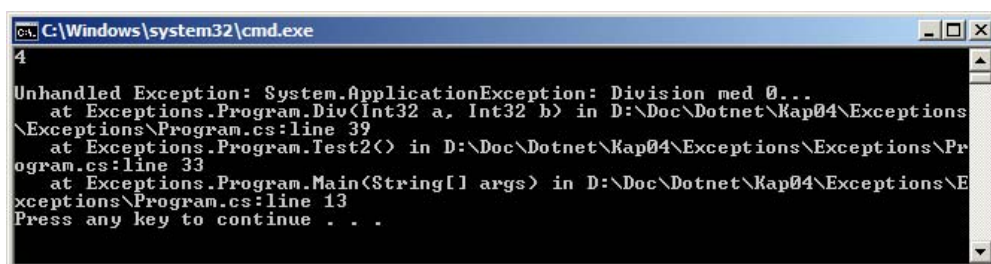 C:\Windows\system32\cmd.exe
4
Unhandled Exception: System.ApplicationException: Division med 0...
   at Exceptions.Program.Div(Int32 a, Int32 b) in D:\Doc\Dotnet\Kap04\Exceptions
\Exceptions\Program.cs:line 39
   at Exceptions.Program.Test2() in D:\Doc\Dotnet\Kap04\Exceptions\Exceptions\Pr
ogram.cs:line 33
   at Exceptions.Program.Main(String[] args) in D:\Doc\Dotnet\Kap04\Exceptions\E
xceptions\Program.cs:line 13
Press any key to continue . . .